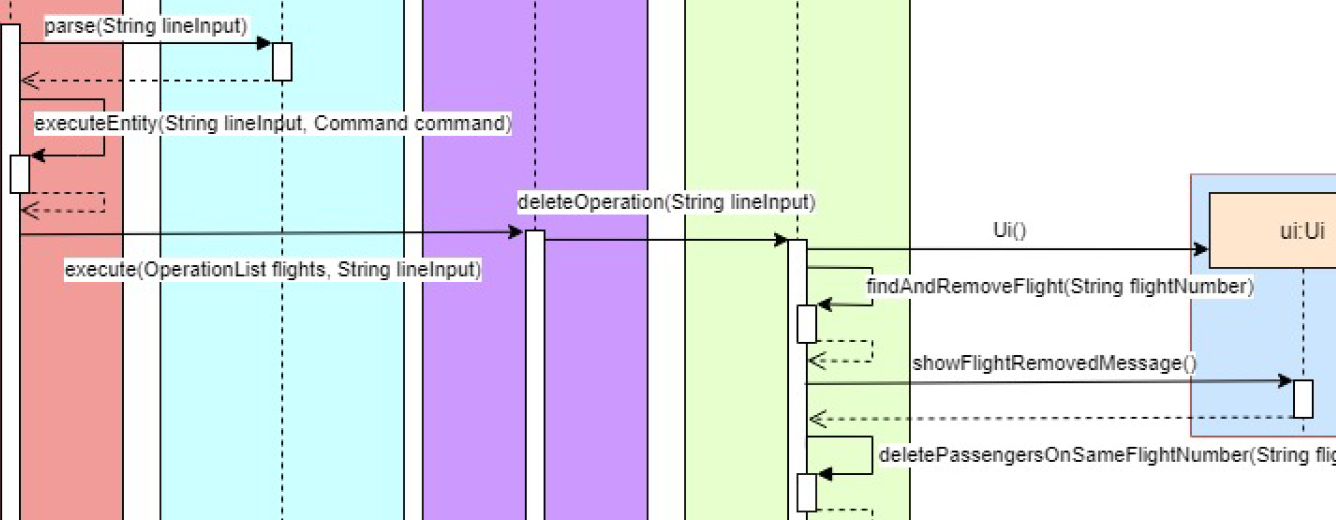 parse(String lineInput)
executeEntity(String lineInput, Command command)
deleteOperation(String lineInput)
Ui()
ui:Ui
execute(OperationList flights, String lineInput)
findAndRemoveFlight(String flightNumber)
showFlightRemovedMessage()
deletePassengersOnSameFlightNumber(String